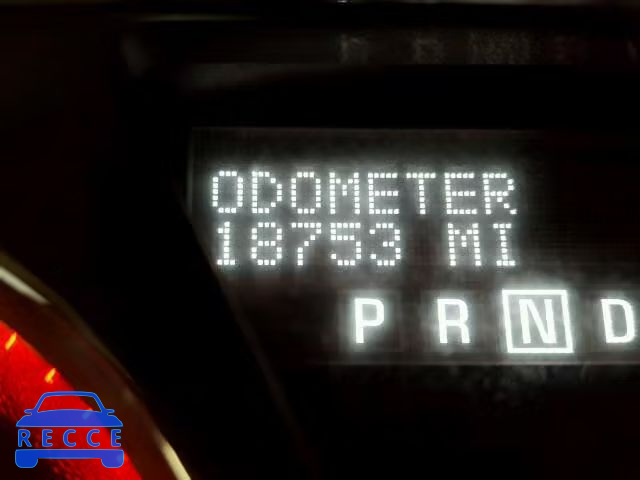 ODOMETER
18753 MI
P R N D
RECCE